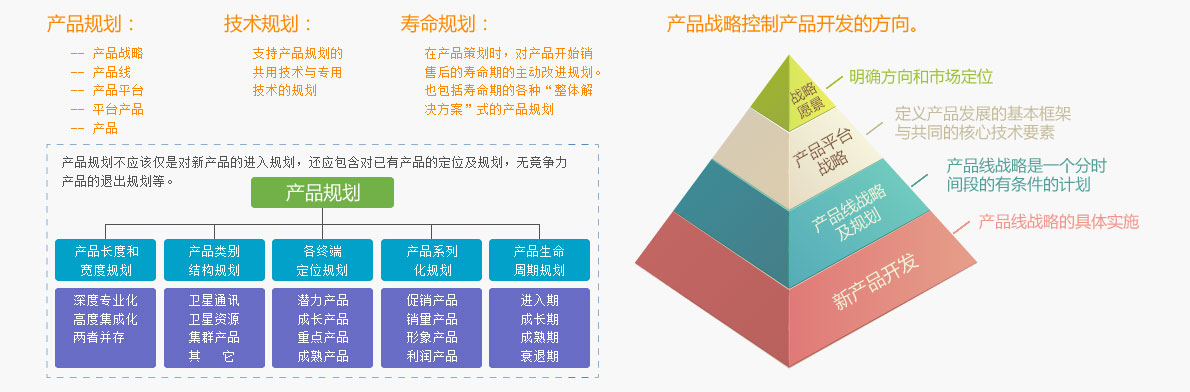 产品规划：
—— 产品战略
—— 产品线
—— 产品平台
—— 平台产品
—— 产品
技术规划：
支持产品规划的
共用技术与专用
技术的规划
寿命规划：
在产品策划时，对产品开始销
售后的寿命期的主动改进规划。
也包括寿命期的各种“整体解
决方案”式的产品规划
产品规划不应该仅是对新产品的进入规划，还应包含对已有产品的定位及规划，无竞争力
产品的退出规划等。
产品规划
产品长度和
宽度规划
深度专业化
高度集成化
两者并存
产品类别
结构规划
卫星通讯
卫星资源
集群产品
其 它
各终端
定位规划
潜力产品
成长产品
重点产品
成熟产品
产品系列
化规划
促销产品
销量产品
形象产品
利润产品
产品生命
周期规划
进入期
成长期
成熟期
衰退期
产品战略控制产品开发的方向。
战略
愿景
明确方向和市场定位
产品平台
战略
定义产品发展的基本框架
与共同的核心技术要素
产品线战略
及规划
产品线战略是一个分时
间段的有条件的计划
新产品开发
产品线战略的具体实施